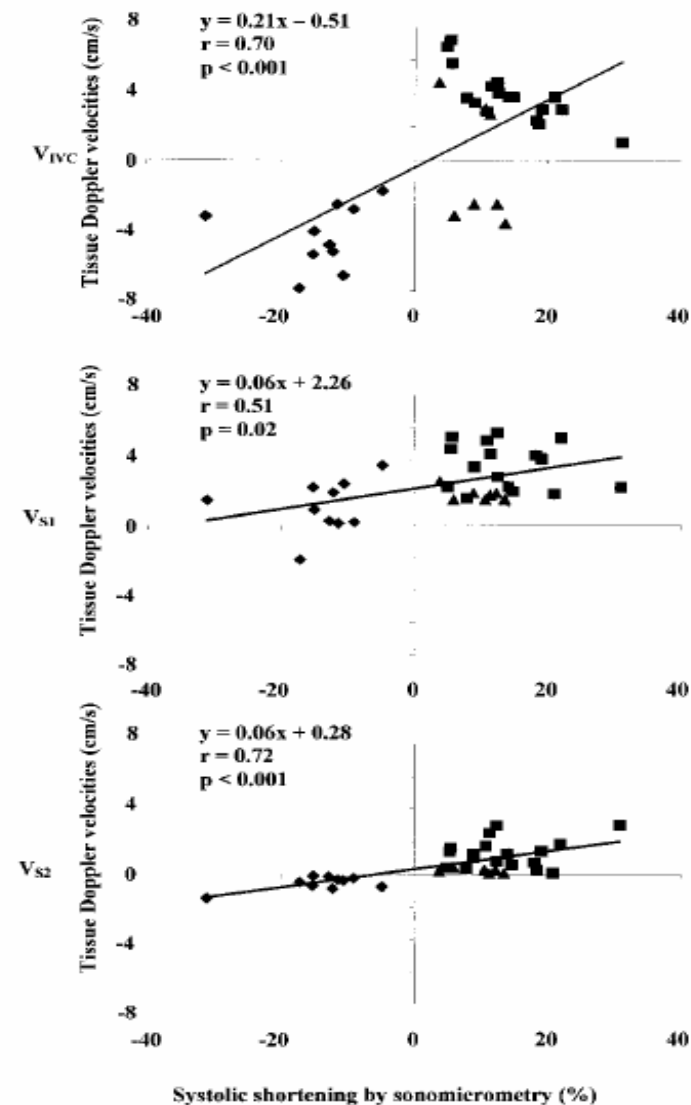 8
y = 0.21x – 0.51
r = 0.70
p < 0.001
4
V_IVC
0
Tissue Doppler velocities (cm/s)
-4
-8
-40
-20
0
20
40
8
y = 0.06x + 2.26
r = 0.51
p = 0.02
4
V_S1
0
Tissue Doppler velocities (cm/s)
-4
-8
-40
-20
0
20
40
8
y = 0.06x + 0.28
r = 0.72
p < 0.001
4
V_S2
0
Tissue Doppler velocities (cm/s)
-4
-8
-40
-20
0
20
40
Systolic shortening by sonomicrometry (%)